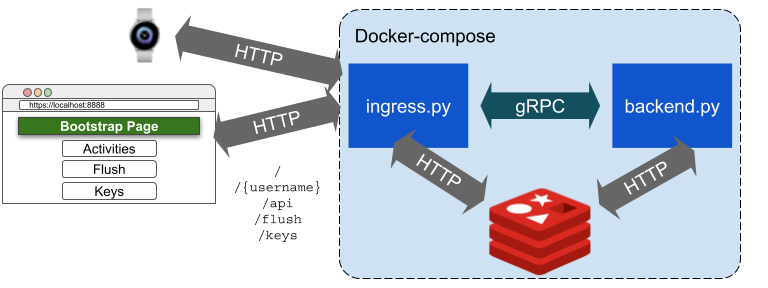 Docker-compose
HTTP
https://localhost:8888
Bootstrap Page
Activities
Flush
Keys
HTTP
/
/{username}
/api
/flush
/keys
ingress.py
gRPC
backend.py
HTTP
HTTP